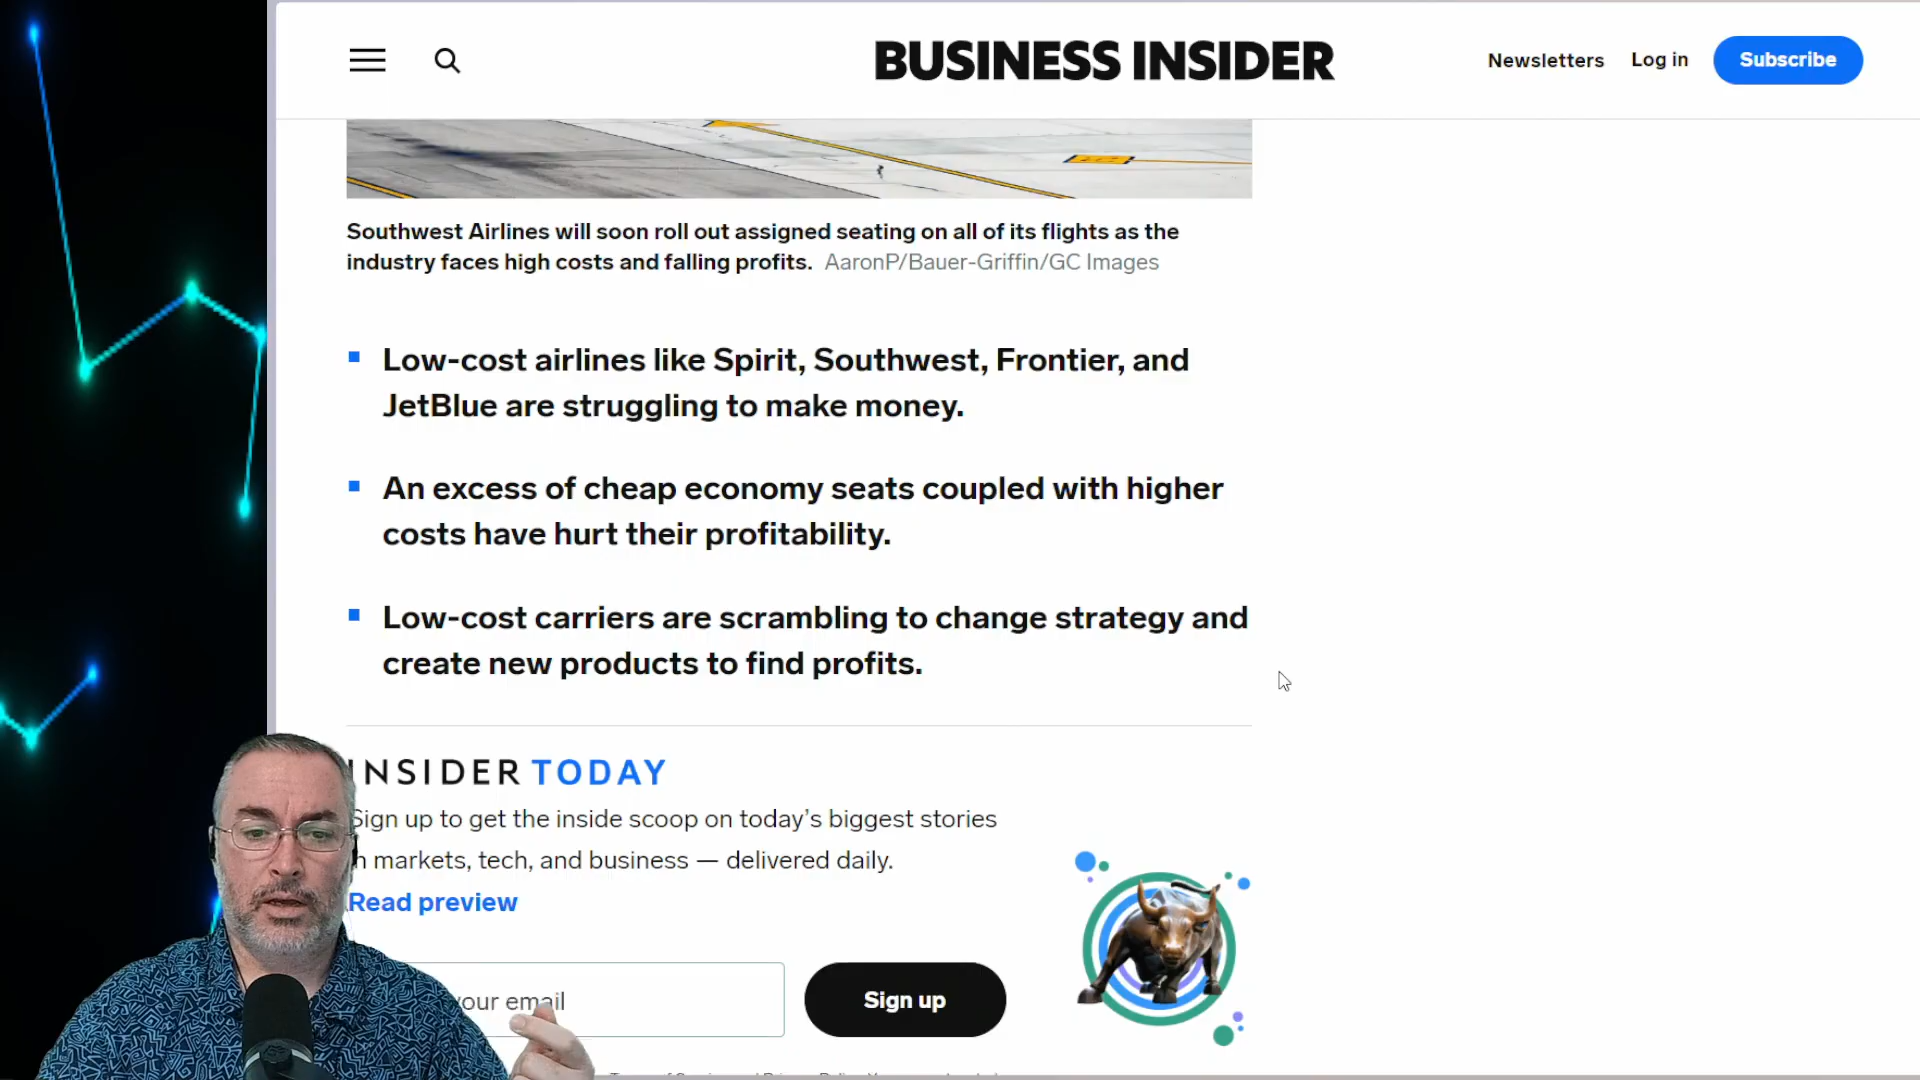 BUSINESS INSIDER
Newsletters
Log in
Subscribe
Southwest Airlines will soon roll out assigned seating on all of its flights as the
industry faces high costs and falling profits. AaronP/Bauer-Griffin/GC Images
Low-cost airlines like Spirit, Southwest, Frontier, and
JetBlue are struggling to make money.
An excess of cheap economy seats coupled with higher
costs have hurt their profitability.
Low-cost carriers are scrambling to change strategy and
create new products to find profits.
INSIDER TODAY
Sign up to get the inside scoop on today's biggest stories
in markets, tech, and business — delivered daily.
Read preview
your email
Sign up